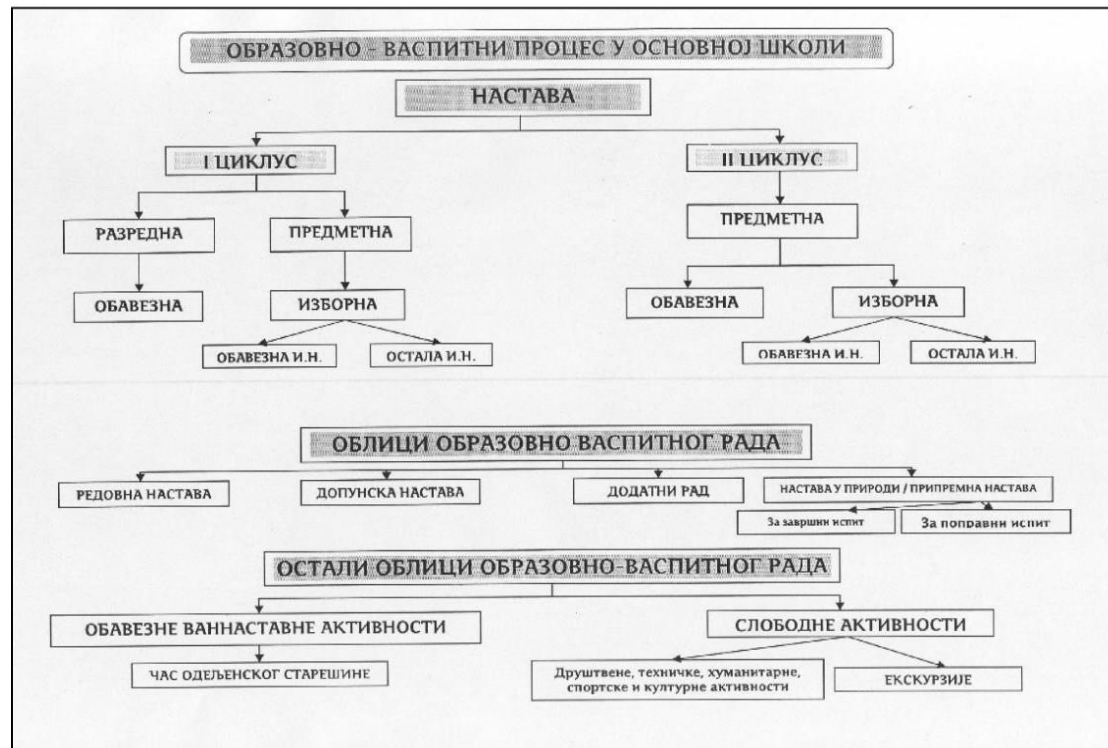 ОБРАЗОВНО - ВАСПИТНИ ПРОЦЕС У ОСНОВНОЈ ШКОЛИ
НАСТАВА
I ЦИКЛУС
II ЦИКЛУС
РАЗРЕДНА
ПРЕДМЕТНА
ПРЕДМЕТНА
ОБАВЕЗНА
ИЗБОРНА
ОБАВЕЗНА
ИЗБОРНА
ОБАВЕЗНА И.Н.
ОСТАЛА И.Н.
ОБАВЕЗНА И.Н.
ОСТАЛА И.Н.
ОБЛИЦИ ОБРАЗОВНО ВАСПИТНОГ РАДА
РЕДОВНА НАСТАВА
ДОПУНСКА НАСТАВА
ДОДАТНИ РАД
НАСТАВА У ПРИРОДИ / ПРИПРЕМНА НАСТАВА
За завршни испит
За поправни испит
ОСТАЛИ ОБЛИЦИ ОБРАЗОВНО-ВАСПИТНОГ РАДА
ОБАВЕЗНЕ ВАННАСТАВНЕ АКТИВНОСТИ
СЛОБОДНЕ АКТИВНОСТИ
ЧАС ОДЕЉЕНСКОГ СТАРЕШИНЕ
Друштвене, техничке, хуманитарне,
спортске и културне активности
ЕКСКУРЗИЈЕ